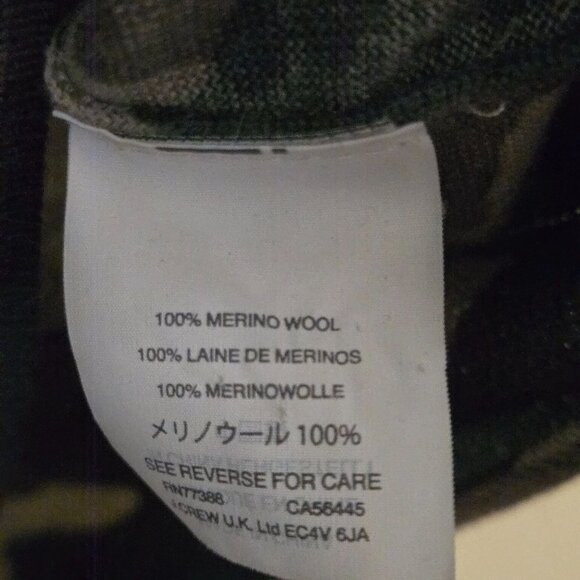 100% MERINO WOOL
100% LAINE DE MERINOS
100% MERINOWOLLE
メリノウール 100%
SEE REVERSE FOR CARE
RN77388 CA56445
J.CREW U.K. Ltd EC4V 6JA